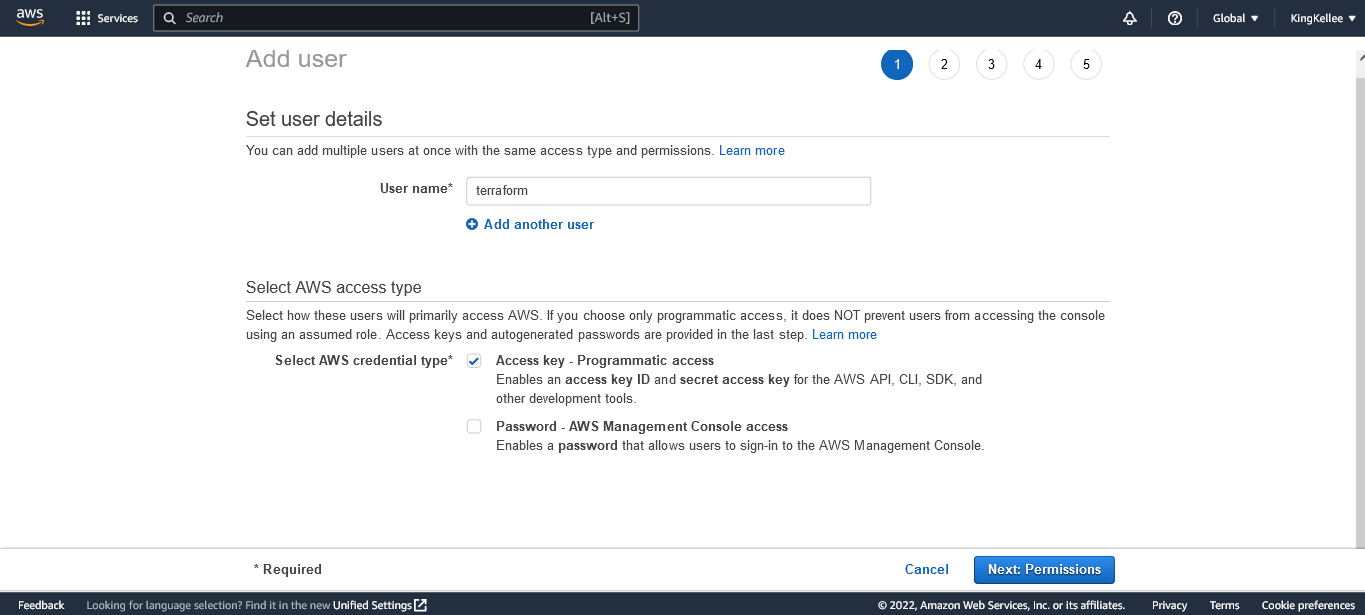 aws Services Search [Alt+S] Global ▼ KingKellee ▼
Add user 1 2 3 4 5
Set user details
You can add multiple users at once with the same access type and permissions. Learn more
User name* terraform
Add another user
Select AWS access type
Select how these users will primarily access AWS. If you choose only programmatic access, it does NOT prevent users from accessing the console
using an assumed role. Access keys and autogenerated passwords are provided in the last step. Learn more
Select AWS credential type* Access key - Programmatic access
Enables an access key ID and secret access key for the AWS API, CLI, SDK, and
other development tools.
Password - AWS Management Console access
Enables a password that allows users to sign-in to the AWS Management Console.
* Required Cancel Next: Permissions
Feedback Looking for language selection? Find it in the new Unified Settings © 2022, Amazon Web Services, Inc. or its affiliates. Privacy Terms Cookie preferences